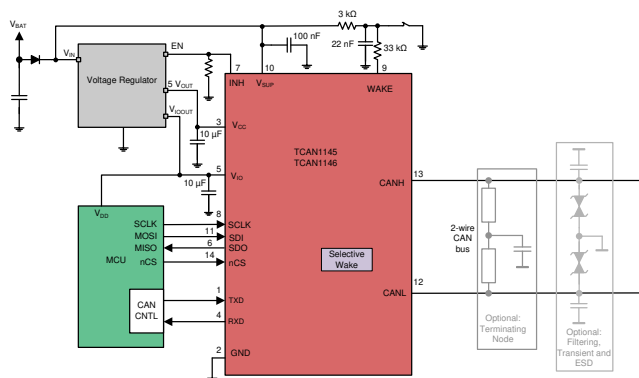 3 kΩ
VBAT
100 nF
22 nF
33 kΩ
EN
VIN
7
10
9
Voltage Regulator
INH
VSUP
WAKE
5 VOUT
VIOOUT
3
VCC
10 µF
TCAN1145
TCAN1146
5
VIO
10 µF
CANH
13
VDD
8
SCLK
SCLK
11
MOSI
SDI
6
MISO
SDO
MCU
14
nCS
nCS
2-wire
CAN
bus
Selective
Wake
CANL
12
CAN
CNTL
1
TXD
4
RXD
2
GND
Optional:
Terminating
Node
Optional:
Filtering,
Transient and
ESD